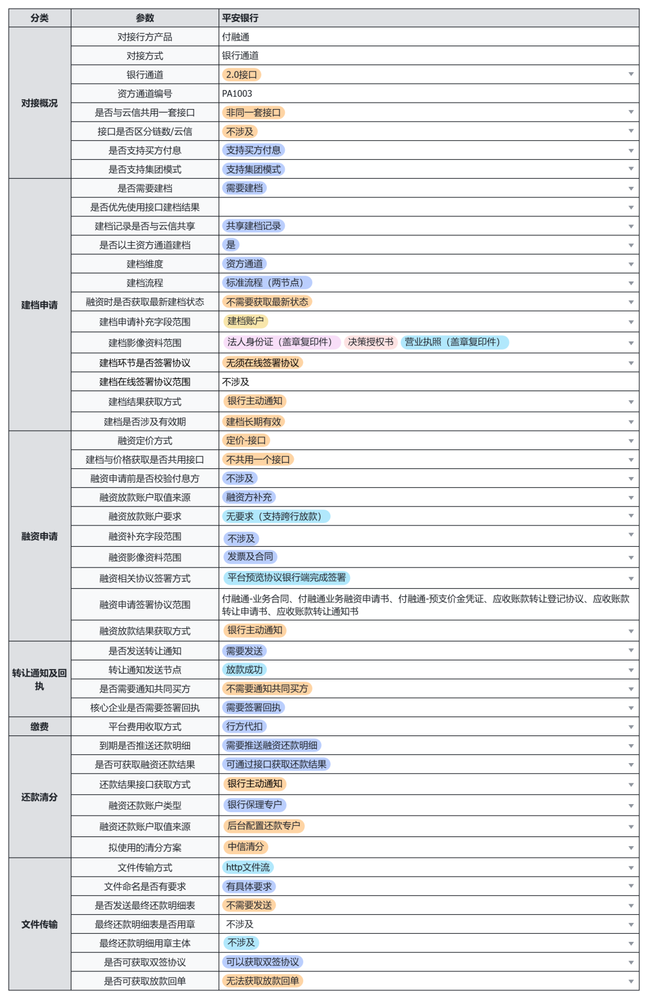 分类 参数 平安银行
对接概况
对接行方产品 付融通
对接方式 银行通道
银行通道 2.0接口
资方通道编号 PA1003
是否与云信共用一套接口 非同一套接口
接口是否区分链数/云信 不涉及
是否支持买方付息 支持买方付息
是否支持集团模式 支持集团模式
建档申请
是否需要建档 需要建档
是否优先使用接口建档结果
建档记录是否与云信共享 共享建档记录
是否以主资方通道建档 是
建档维度 资方通道
建档流程 标准流程（两节点）
融资时是否获取最新建档状态 不需要获取最新状态
建档申请补充字段范围 建档账户
建档影像资料范围 法人身份证（盖章复印件） 决策授权书 营业执照（盖章复印件）
建档环节是否签署协议 无须在线签署协议
建档在线签署协议范围 不涉及
建档结果获取方式 银行主动通知
建档是否涉及有效期 建档长期有效
融资申请
融资定价方式 定价-接口
建档与价格获取是否共用接口 不共用一个接口
融资申请前是否校验付息方 不涉及
融资放款账户取值来源 融资方补充
融资放款账户要求 无要求（支持跨行放款）
融资补充字段范围 不涉及
融资影像资料范围 发票及合同
融资相关协议签署方式 平台预览协议银行端完成签署
融资申请签署协议范围 付融通-业务合同、付融通业务融资申请书、付融通-预支价金凭证、应收账款转让登记协议、应收账款
转让申请书、应收账款转让通知书
融资放款结果获取方式 银行主动通知
转让通知及回
执
是否发送转让通知 需要发送
转让通知发送节点 放款成功
是否需要通知共同买方 不需要通知共同买方
核心企业是否需要签署回执 需要签署回执
缴费 平台费用收取方式 行方代扣
还款清分
到期是否推送还款明细 需要推送融资还款明细
是否可获取融资还款结果 可通过接口获取还款结果
还款结果接口获取方式 银行主动通知
融资还款账户类型 银行保理专户
融资还款账户取值来源 后台配置还款专户
拟使用的清分方案 中信清分
文件传输
文件传输方式 http文件流
文件命名是否有要求 有具体要求
是否发送最终还款明细表 不需要发送
最终还款明细表是否用章 不涉及
最终还款明细用章主体 不涉及
是否可获取双签协议 可以获取双签协议
是否可获取放款回单 无法获取放款回单